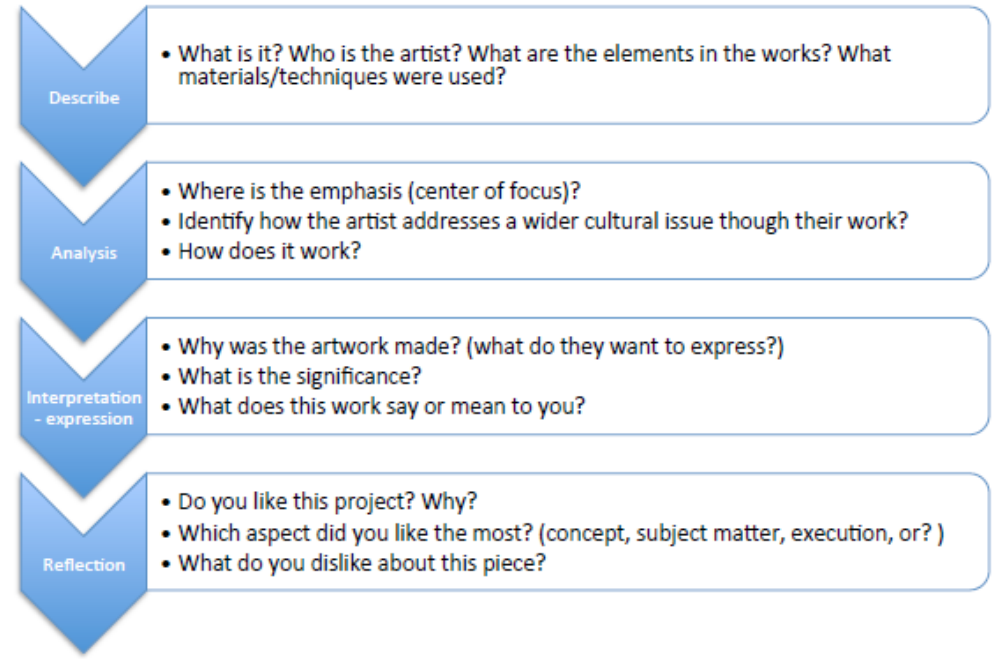 Describe
• What is it? Who is the artist? What are the elements in the works? What
materials/techniques were used?
Analysis
• Where is the emphasis (center of focus)?
• Identify how the artist addresses a wider cultural issue though their work?
• How does it work?
Interpretation
- expression
• Why was the artwork made? (what do they want to express?)
• What is the significance?
• What does this work say or mean to you?
Reflection
• Do you like this project? Why?
• Which aspect did you like the most? (concept, subject matter, execution, or? )
• What do you dislike about this piece?